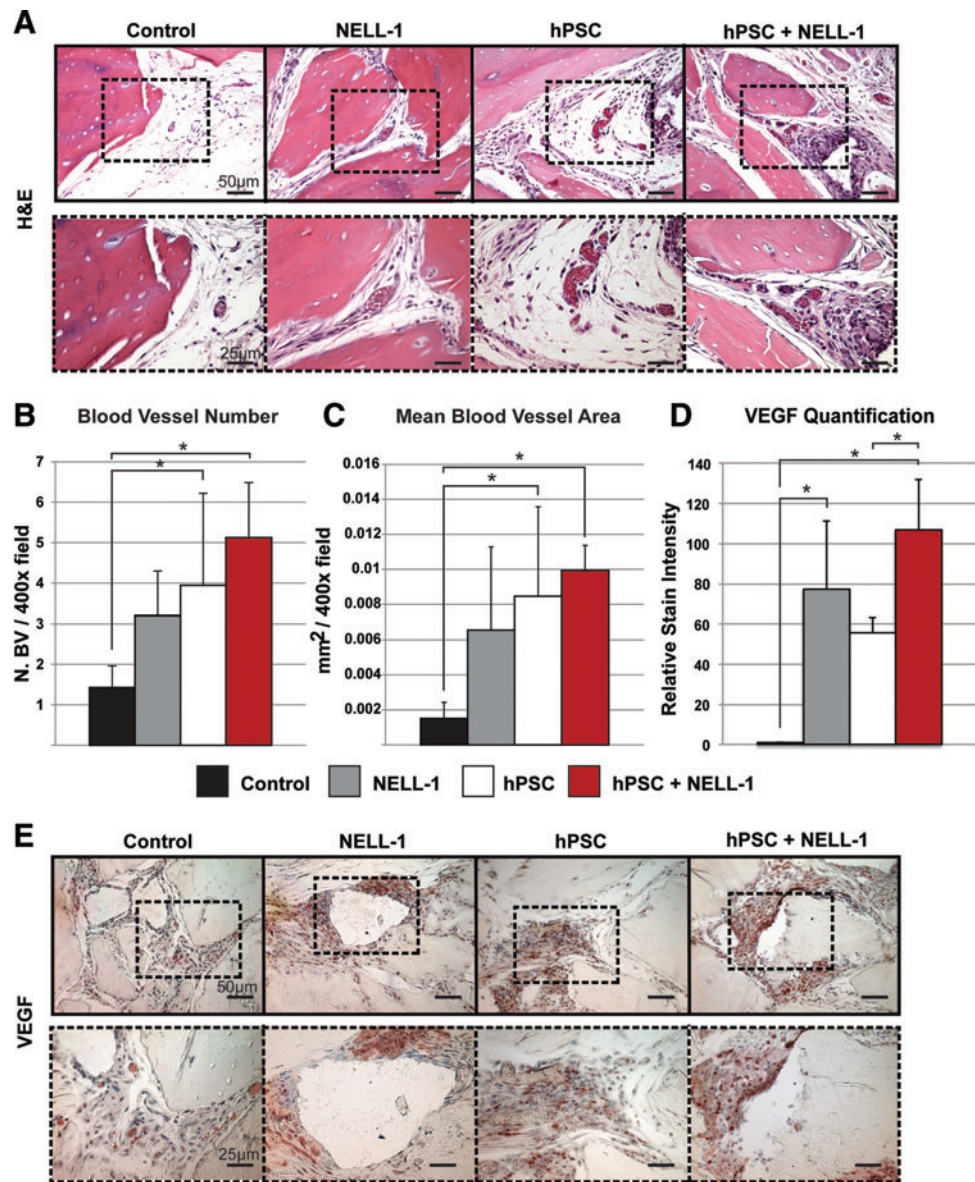 A
Control NELL-1 hPSC hPSC + NELL-1
H&E
50µm
25µm
B Blood Vessel Number
N. BV / 400x field
7
6
5
4
3
2
1
* *
C Mean Blood Vessel Area
mm2 / 400x field
0.016
0.014
0.012
0.01
0.008
0.006
0.004
0.002
* *
D VEGF Quantification
Relative Stain Intensity
140
120
100
80
60
40
20
0
* * *
Control NELL-1 hPSC hPSC + NELL-1
E
Control NELL-1 hPSC hPSC + NELL-1
VEGF
50µm
25µm